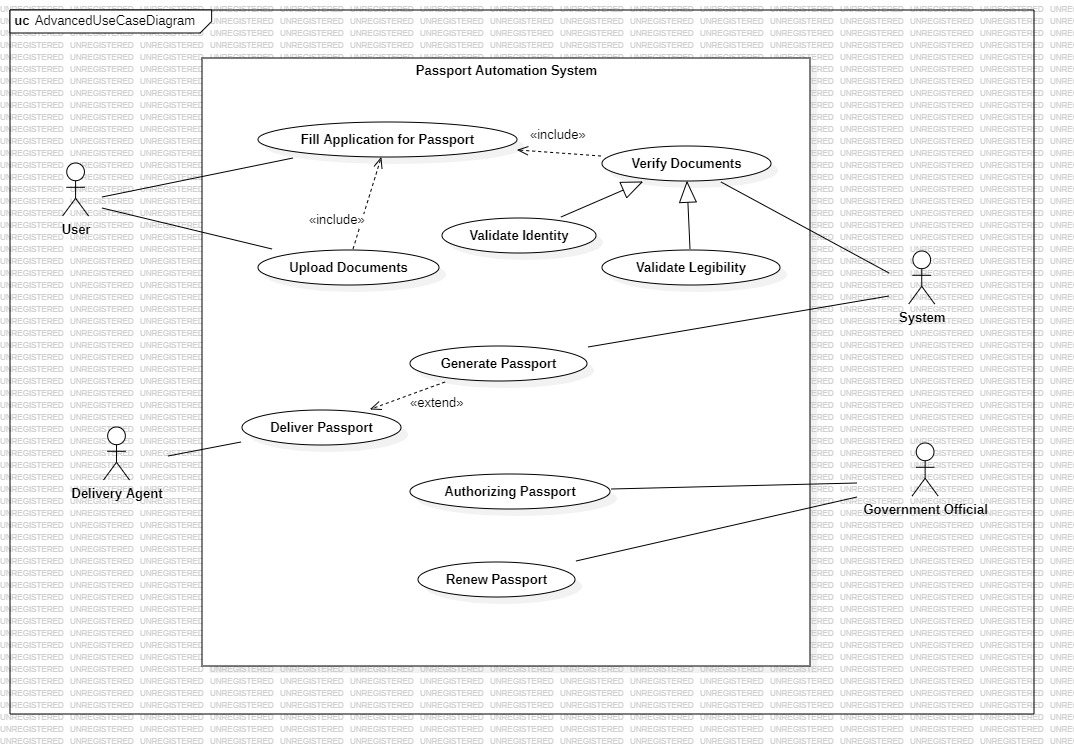 uc AdvancedUseCaseDiagram
Passport Automation System
Fill Application for Passport
«include»
Verify Documents
User
«include»
Validate Identity
Upload Documents
Validate Legibility
System
Generate Passport
«extend»
Deliver Passport
Delivery Agent
Authorizing Passport
Government Official
Renew Passport
UNREGISTERED